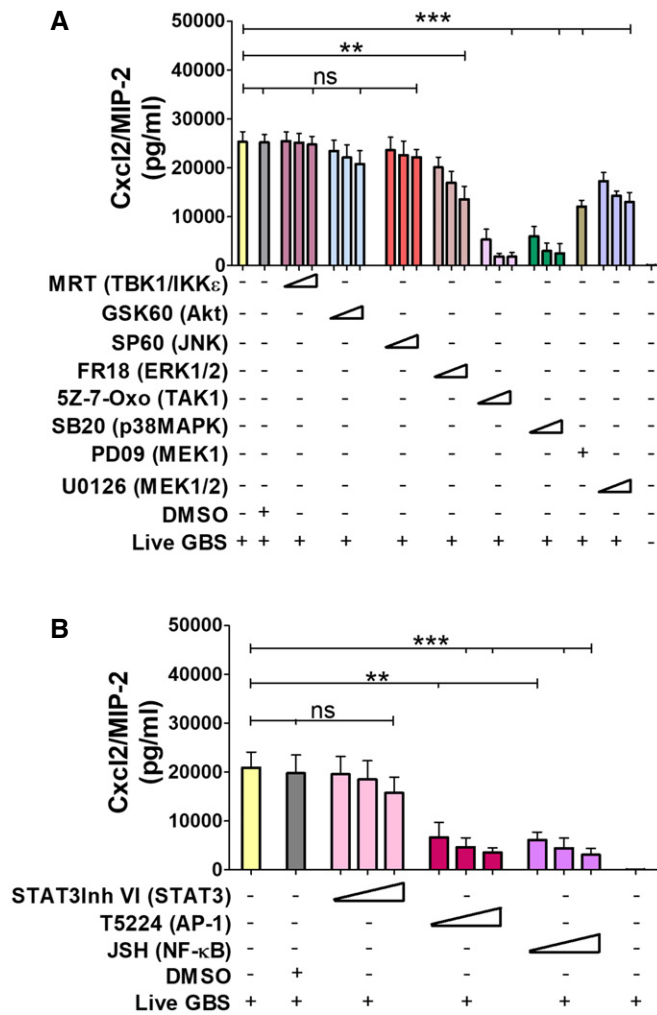 A
***
**
ns
50000
40000
30000
20000
10000
0
Cxcl2/MIP-2
(pg/ml)
MRT (TBK1/IKKε) - - - - - - - - - -
GSK60 (Akt) - - - - - - - - - -
SP60 (JNK) - - - - - - - - - -
FR18 (ERK1/2) - - - - - - - - - -
5Z-7-Oxo (TAK1) - - - - - - - - - -
SB20 (p38MAPK) - - - - - - - - - -
PD09 (MEK1) - - - - - - - - + - -
U0126 (MEK1/2) - - - - - - - - - -
DMSO - + - - - - - - - - -
Live GBS + + + + + + + + + + -
B
***
**
ns
50000
40000
30000
20000
10000
0
Cxcl2/MIP-2
(pg/ml)
STAT3Inh VI (STAT3) - - - - -
T5224 (AP-1) - - - - -
JSH (NF-κB) - - - - -
DMSO - + - - - -
Live GBS + + + + + +